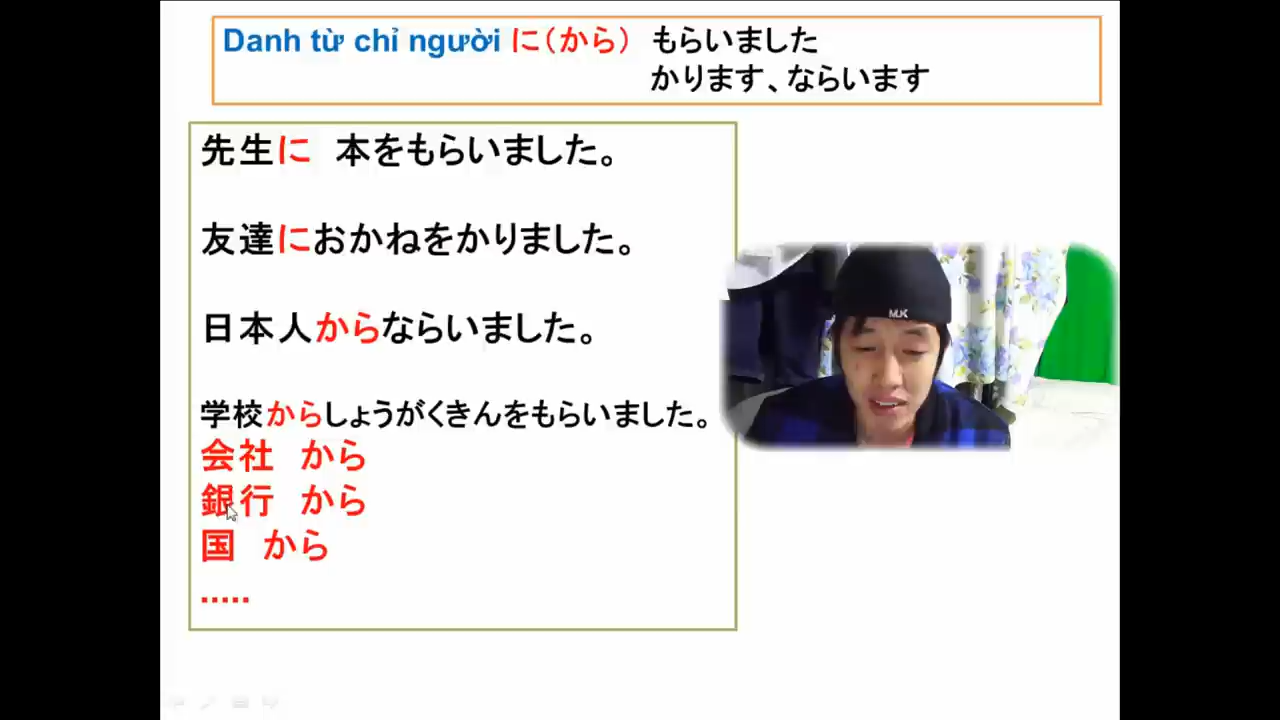 Danh từ chỉ người に（から） もらいました
かります、ならいます
先生に 本をもらいました。
友達におかねをかりました。
日本人からならいました。
学校からしょうがくきんをもらいました。
会社 から
銀行 から
国 から
.....
MK